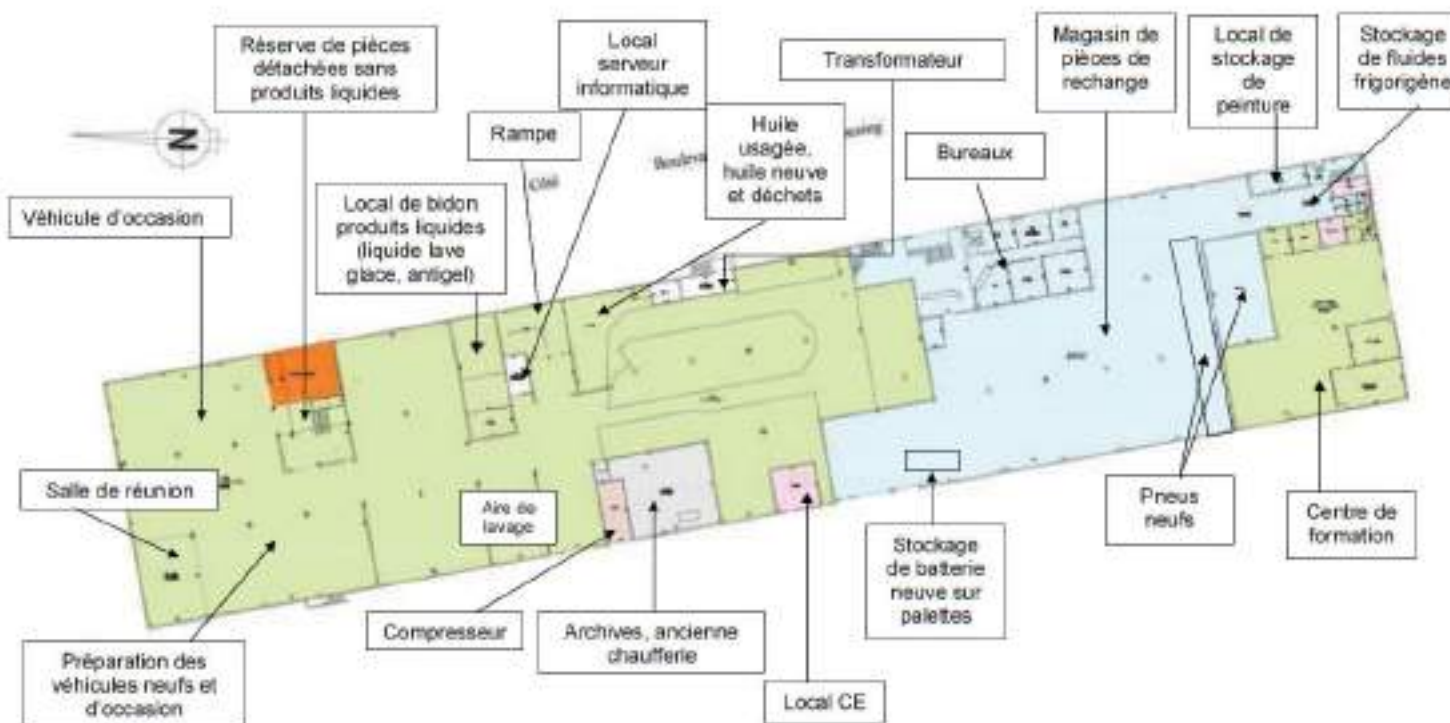 Réserve de pièces
détachées sans
produits liquides
Local
serveur
informatique
Transformateur
Magasin de
pièces de
rechange
Local de
stockage
de
peinture
Stockage
de fluides
frigorigène
N
Rampe
Huile
usagée,
huile neuve
et déchets
Bureaux
Véhicule d'occasion
Local de bidon
produits liquides
(liquide lave
glace, antigel)
Salle de réunion
Aire de
lavage
Pneus
neufs
Centre de
formation
Stockage
de batterie
neuve sur
palettes
Compresseur
Archives, ancienne
chaufferie
Préparation des
véhicules neufs et
d'occasion
Local CE